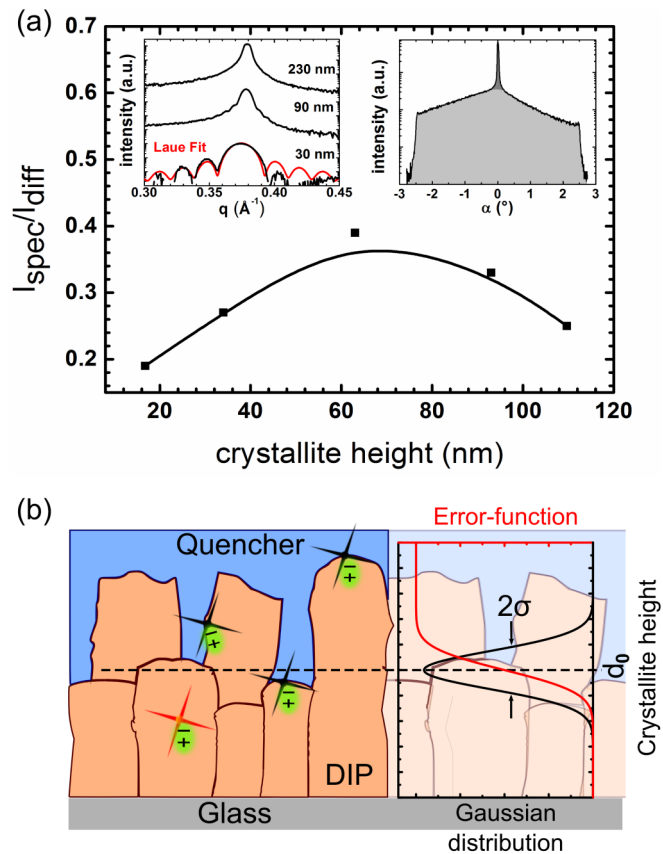 (a)
0.7
0.6
0.5
0.4
0.3
0.2
I_spec/I_diff
20 40 60 80 100 120
crystallite height (nm)
intensity (a.u.)
230 nm
90 nm
Laue Fit
30 nm
0.30 0.35 0.40 0.45
q (Å⁻¹)
intensity (a.u.)
-3 -2 -1 0 1 2 3
α (°)
(b)
Error-function
Quencher
2σ
d₀
Crystallite height
− +
− +
− +
− +
DIP
Glass
Gaussian
distribution